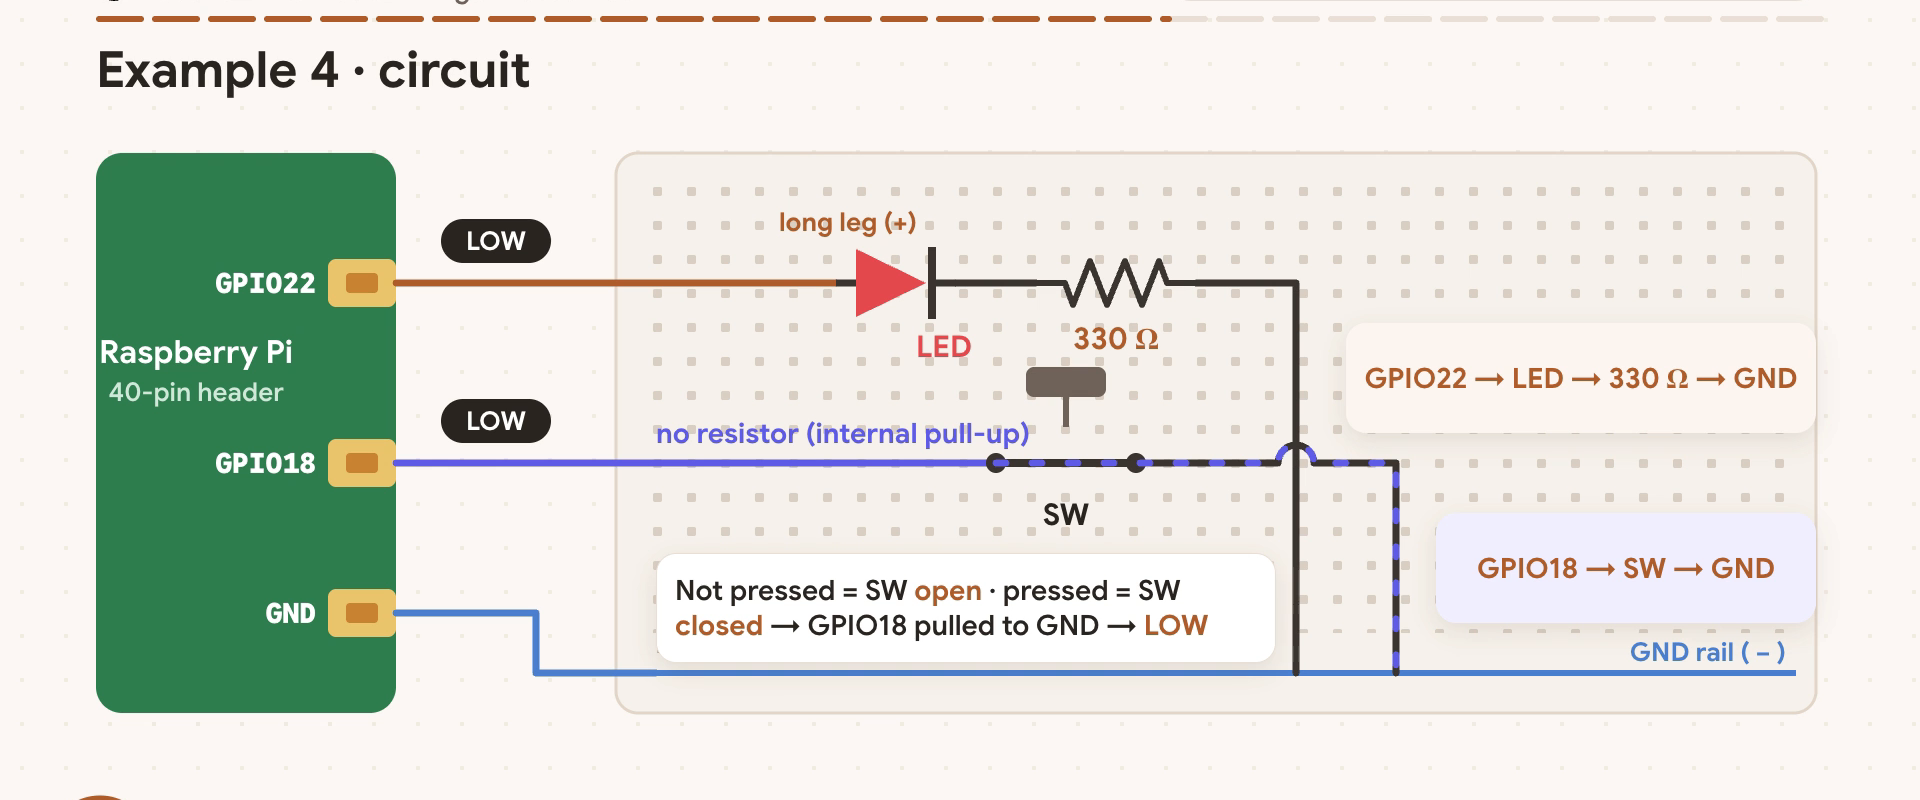 Example 4 · circuit
LOW
long leg (+)
GPIO22
LED
330 Ω
Raspberry Pi
40-pin header
GPIO22 → LED → 330 Ω → GND
LOW
no resistor (internal pull-up)
GPIO18
SW
GPIO18 → SW → GND
Not pressed = SW open · pressed = SW
closed → GPIO18 pulled to GND → LOW
GND
GND rail ( – )